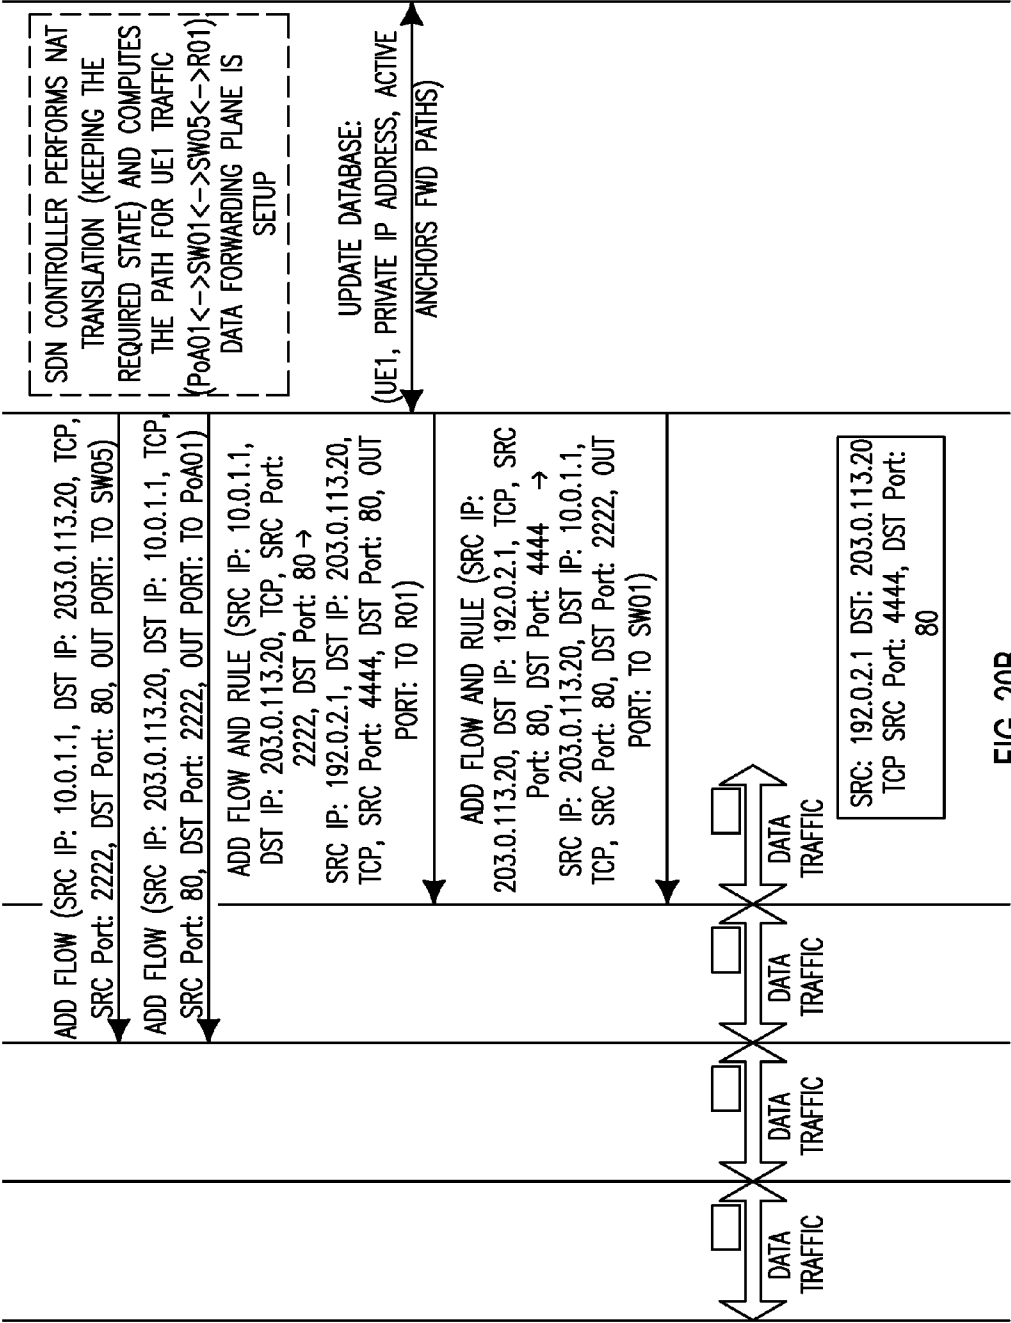 SDN CONTROLLER PERFORMS NAT
TRANSLATION (KEEPING THE
REQUIRED STATE) AND COMPUTES
THE PATH FOR UE1 TRAFFIC
(PoA01<->SW01<->SW05<->R01)
DATA FORWARDING PLANE IS
SETUP
ADD FLOW (SRC IP: 10.0.1.1, DST IP: 203.0.113.20, TCP,
SRC Port: 2222, DST Port: 80, OUT PORT: TO SW05)
ADD FLOW (SRC IP: 203.0.113.20, DST IP: 10.0.1.1, TCP,
SRC Port: 80, DST Port: 2222, OUT PORT: TO PoA01)
ADD FLOW AND RULE (SRC IP: 10.0.1.1,
DST IP: 203.0.113.20, TCP, SRC Port:
2222, DST Port: 80→
SRC IP: 192.0.2.1, DST IP: 203.0.113.20,
TCP, SRC Port: 4444, DST Port: 80, OUT
PORT: TO R01)
UPDATE DATABASE:
(UE1, PRIVATE IP ADDRESS, ACTIVE
ANCHORS FWD PATHS)
ADD FLOW AND RULE (SRC IP:
203.0.113.20, DST IP: 192.0.2.1, TCP, SRC
Port: 80, DST Port: 4444 →
SRC IP: 203.0.113.20, DST IP: 10.0.1.1,
TCP, SRC Port: 80, DST Port: 2222, OUT
PORT: TO SW01)
DATA
TRAFFIC
DATA
TRAFFIC
DATA
TRAFFIC
DATA
TRAFFIC
SRC: 192.0.2.1 DST: 203.0.113.20
TCP SRC Port: 4444, DST Port:
80
FIG. 20B